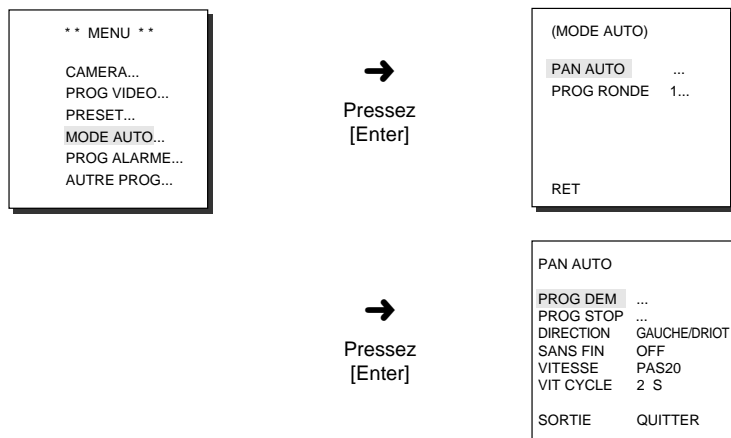 * * MENU * *
CAMERA...
PROG VIDEO...
PRESET...
MODE AUTO...
PROG ALARME...
AUTRE PROG...
Pressez
[Enter]
(MODE AUTO)
PAN AUTO ...
PROG RONDE 1...
RET
Pressez
[Enter]
PAN AUTO
PROG DEM ...
PROG STOP ...
DIRECTION GAUCHE/DRIOT
SANS FIN OFF
VITESSE PAS20
VIT CYCLE 2 S
SORTIE QUITTER